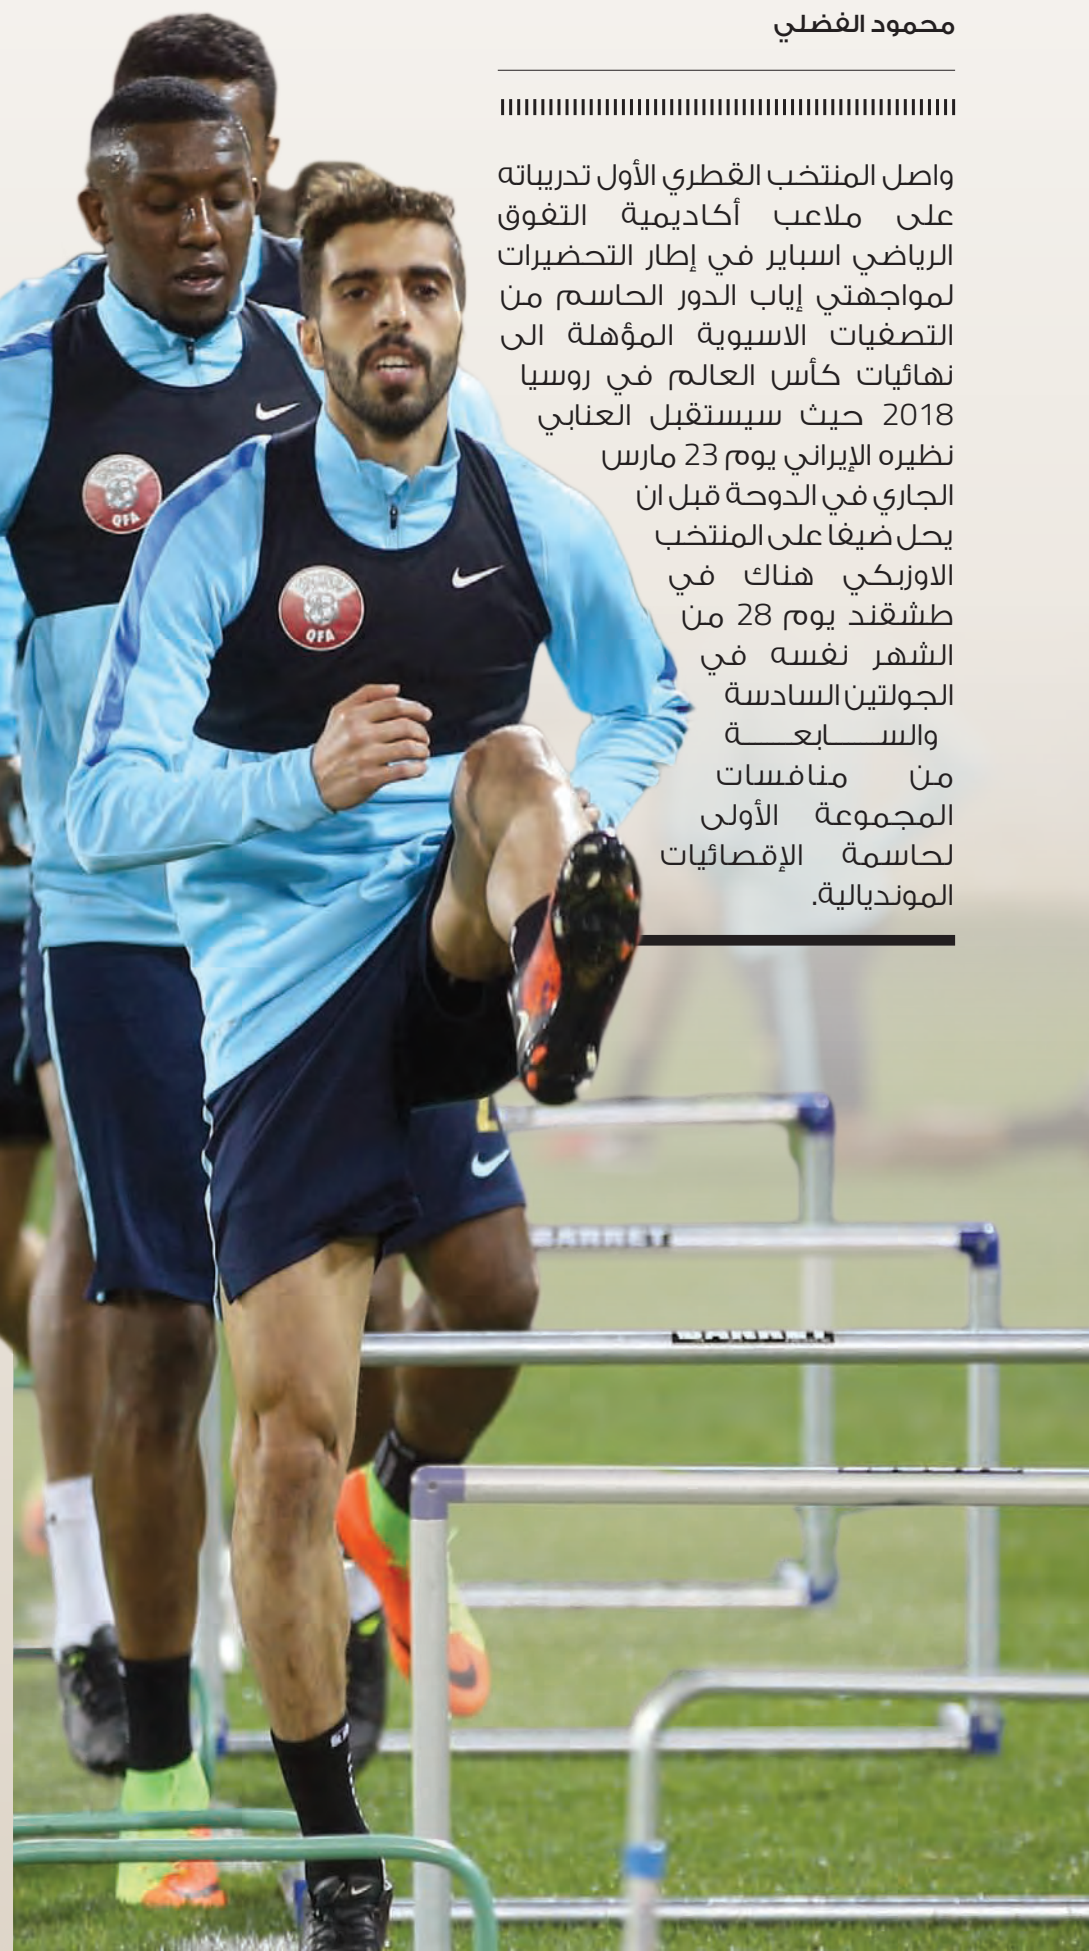 محمود الفضلي
واصل المنتخب القطري الأول تدريباته
على ملاعب أكاديمية التفوق
الرياضي اسباير في إطار التحضيرات
لمواجهتي إياب الدور الحاسم من
التصفيات الاسيوية المؤهلة الى
نهائيات كأس العالم في روسيا
2018 حيث سيستقبل العنابي
نظيره الإيراني يوم 23 مارس
الجاري في الدوحة قبل ان
يحل ضيفا على المنتخب
الاوزبكي هناك في
طشقند يوم 28 من
الشهر نفسه في
الجولتين السادسة
والســـابعـــة
من منافسات
المجموعة الأولى
لحاسمة الإقصائيات
المونديالية.
QFA
QFA
BARRET